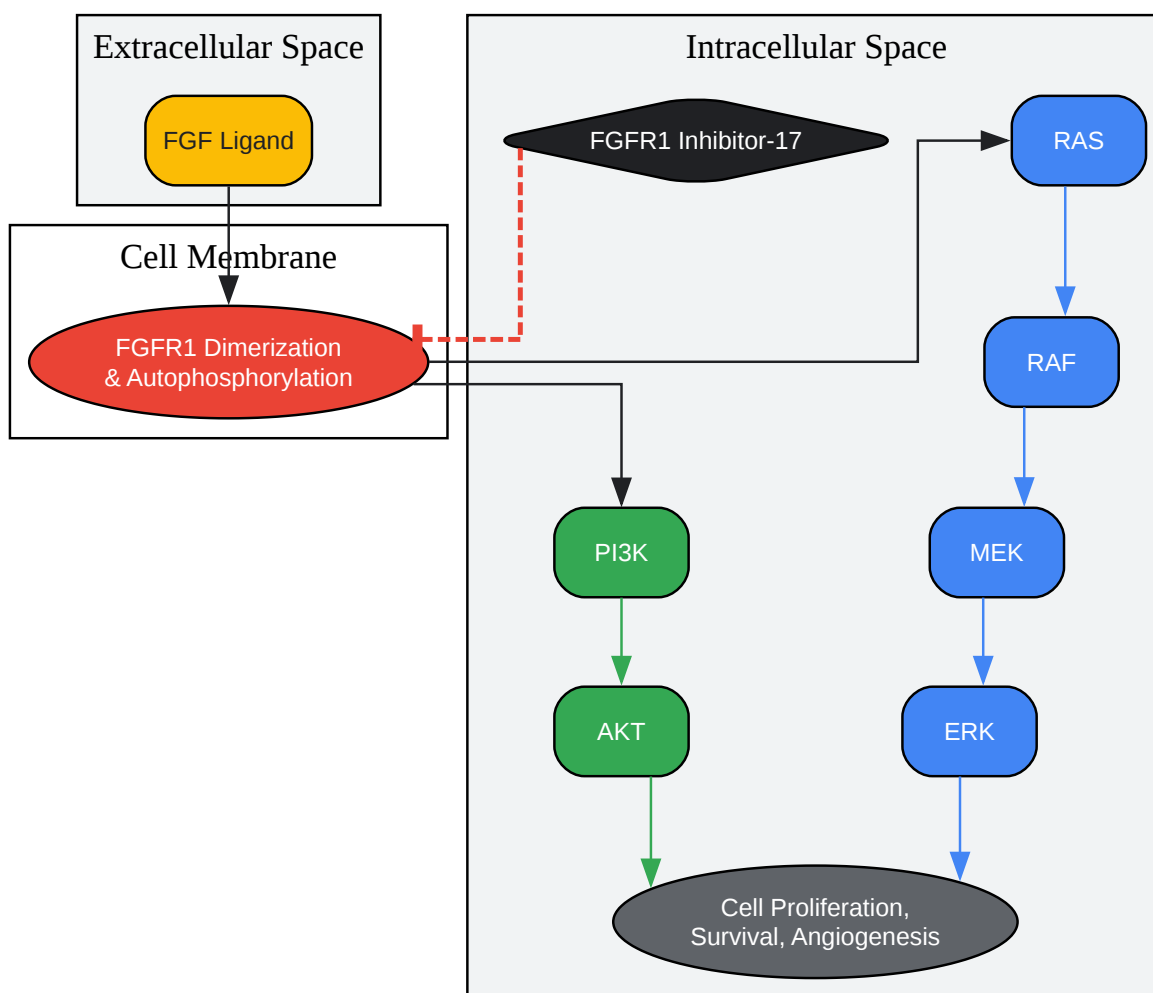 Extracellular Space
FGF Ligand
Cell Membrane
FGFR1 Dimerization
& Autophosphorylation
Intracellular Space
FGFR1 Inhibitor-17
RAS
RAF
PI3K
MEK
AKT
ERK
Cell Proliferation,
Survival, Angiogenesis